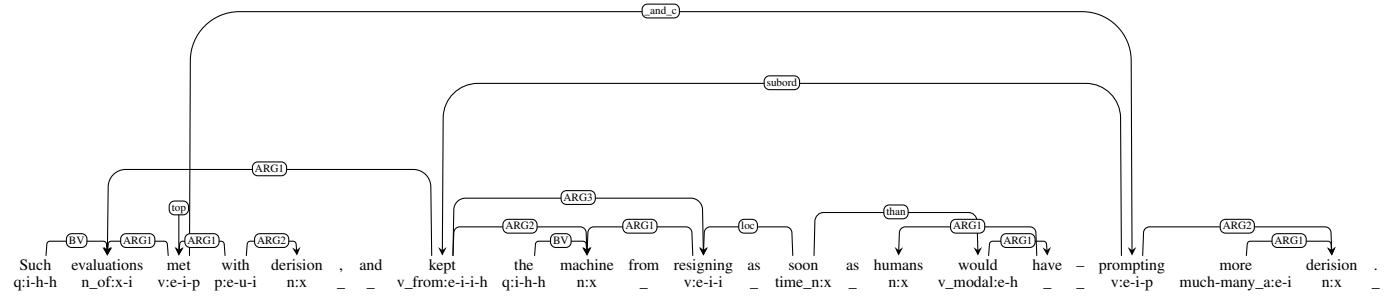 _and_c
subord
ARG1
top ARG3
ARG2 than
BV ARG1 ARG1 ARG2 BV ARG1 loc ARG1 ARG1 ARG2 ARG1
Such evaluations met with derision , and kept the machine from resigning as soon as humans would have – prompting more derision .
q:i-h-h n_of:x-i v:e-i-p p:e-u-i n:x _ _ v_from:e-i-i-h q:i-h-h n:x _ v:e-i-i _ time_n:x _ n:x v_modal:e-h _ _ v:e-i-p much-many_a:e-i n:x _